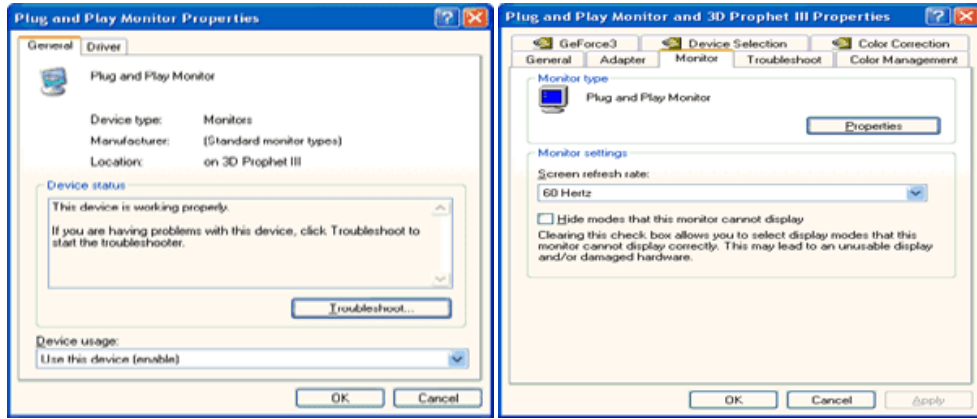 Plug and Play Monitor Properties
General Driver
Plug and Play Monitor
Device type: Monitors
Manufacturer: (Standard monitor types)
Location: on 3D Prophet III
Device status
This device is working properly.
If you are having problems with this device, click Troubleshoot to
start the troubleshooter.
Troubleshoot...
Device usage:
Use this device (enable)
OK Cancel
Plug and Play Monitor and 3D Prophet III Properties
GeForce3 Device Selection Color Correction
General Adapter Monitor Troubleshoot Color Management
Monitor type
Plug and Play Monitor
Properties
Monitor settings
Screen refresh rate:
60 Hertz
Hide modes that this monitor cannot display
Clearing this check box allows you to select display modes that this
monitor cannot display correctly. This may lead to an unusable display
and/or damaged hardware.
OK Cancel Apply